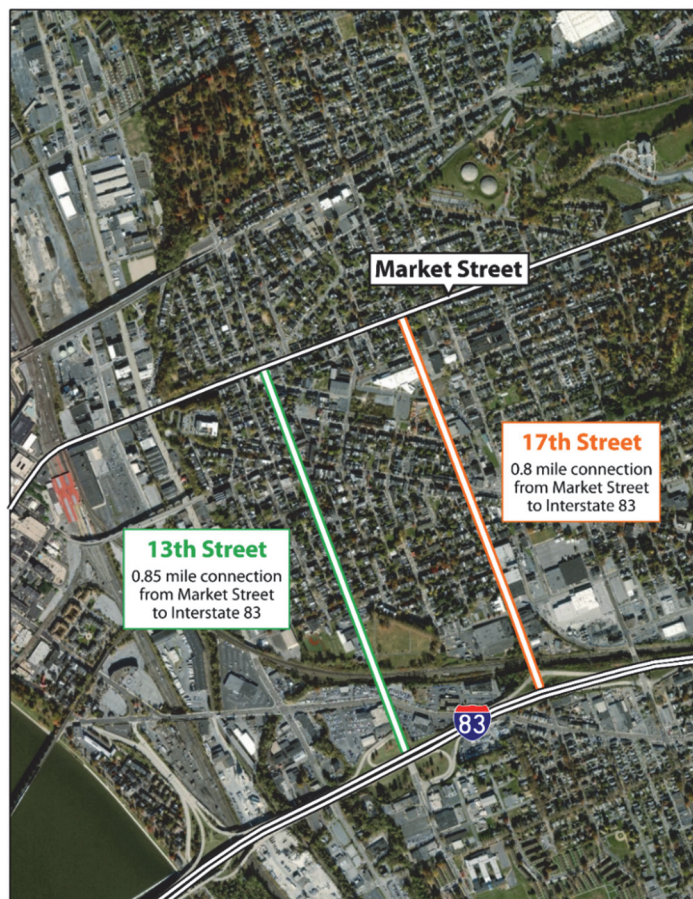 Market Street
17th Street
0.8 mile connection
from Market Street
to Interstate 83
13th Street
0.85 mile connection
from Market Street
to Interstate 83
83